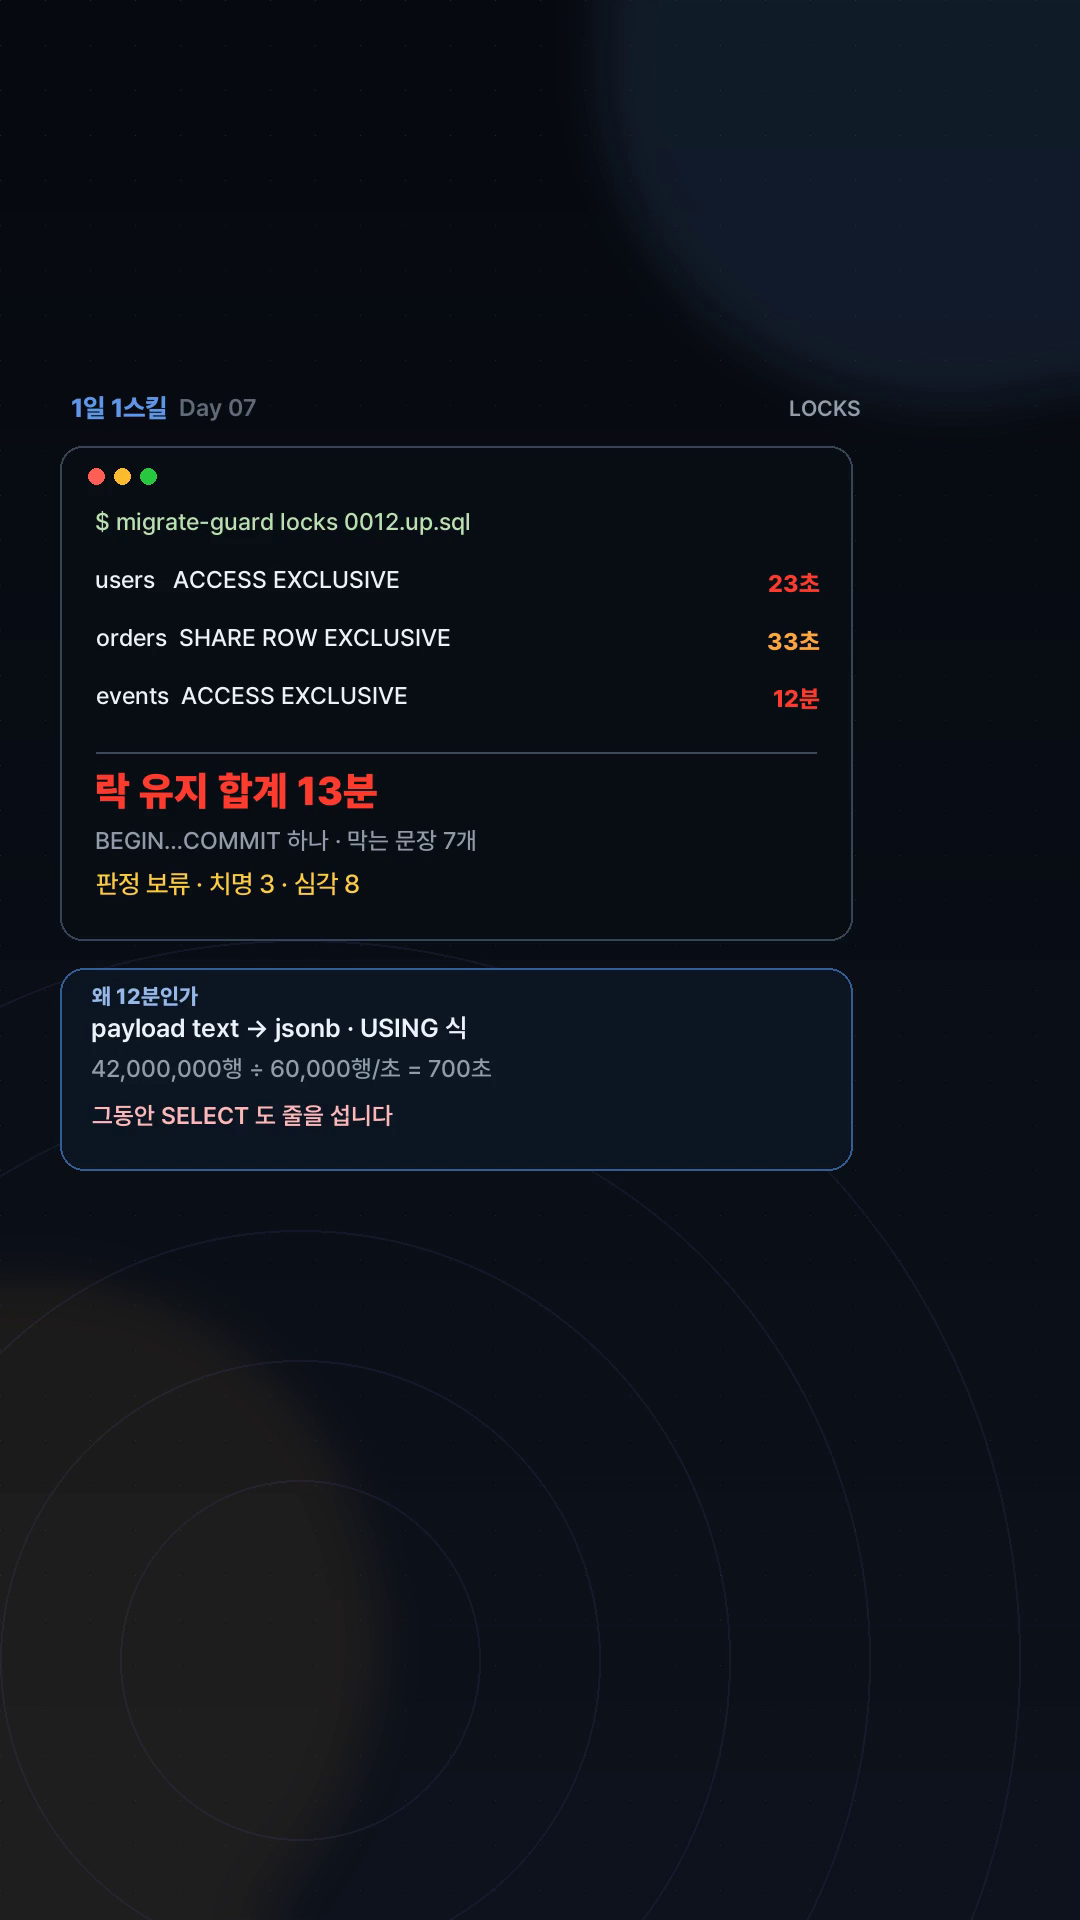 1일 1스킬 Day 07 LOCKS
$ migrate-guard locks 0012.up.sql
users ACCESS EXCLUSIVE 23초
orders SHARE ROW EXCLUSIVE 33초
events ACCESS EXCLUSIVE 12분
락 유지 합계 13분
BEGIN...COMMIT 하나 · 막는 문장 7개
판정 보류 · 치명 3 · 심각 8
왜 12분인가
payload text → jsonb · USING 식
42,000,000행 ÷ 60,000행/초 = 700초
그동안 SELECT 도 줄을 섭니다